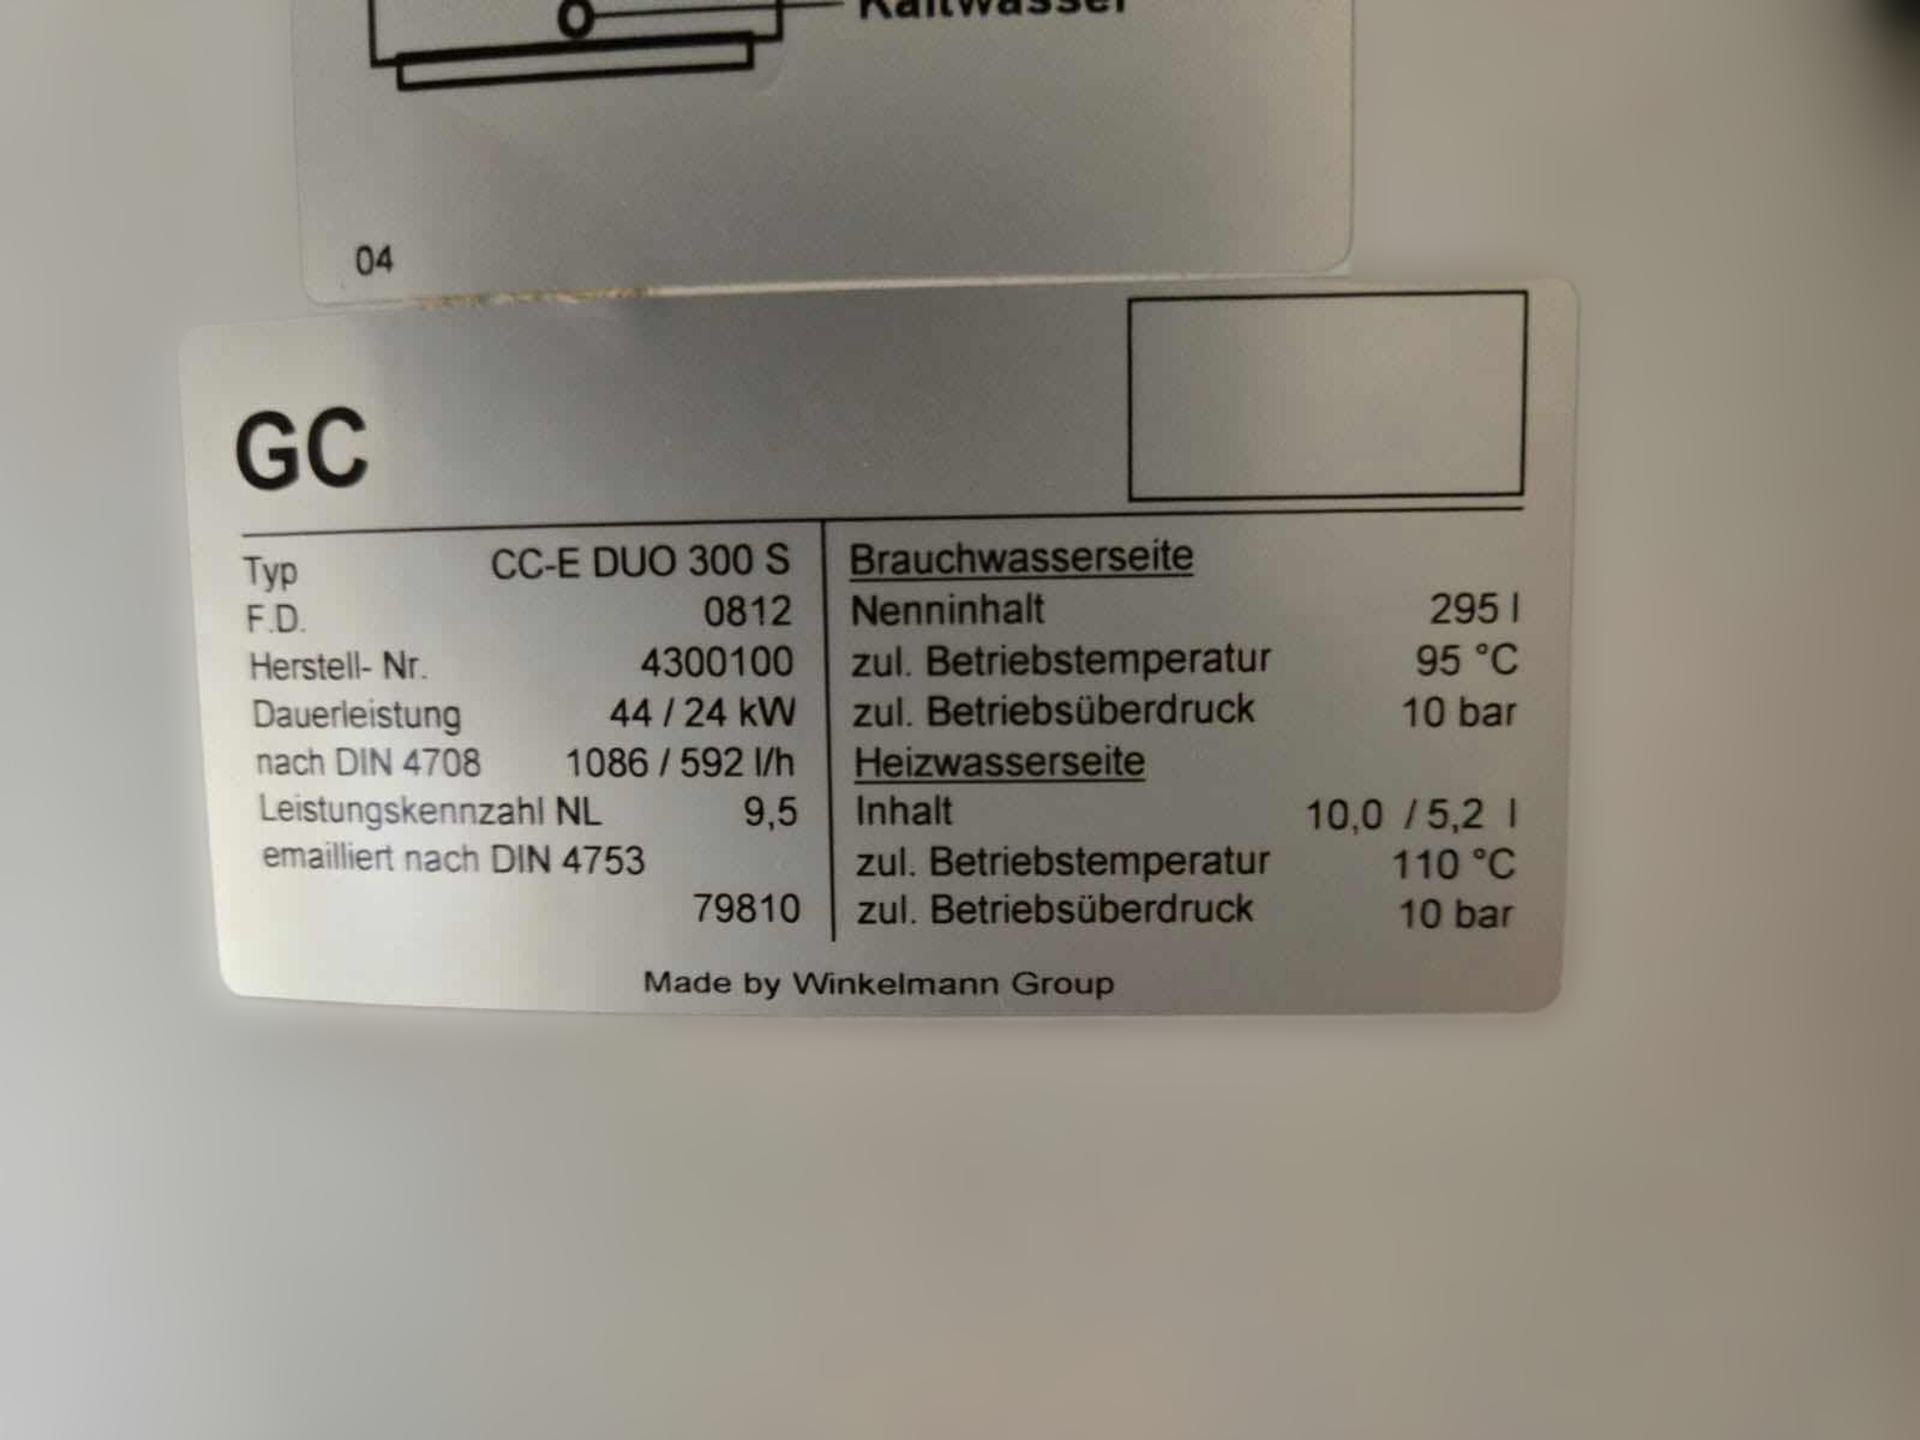 Kaltwasser
04
GC
Typ CC-E DUO 300 S
F.D. 0812
Herstell- Nr. 4300100
Dauerleistung 44 / 24 kW
nach DIN 4708 1086 / 592 l/h
Leistungskennzahl NL 9,5
emailliert nach DIN 4753
79810
Brauchwasserseite
Nenninhalt 295 l
zul. Betriebstemperatur 95 °C
zul. Betriebsüberdruck 10 bar
Heizwasserseite
Inhalt 10,0 / 5,2 l
zul. Betriebstemperatur 110 °C
zul. Betriebsüberdruck 10 bar
Made by Winkelmann Group